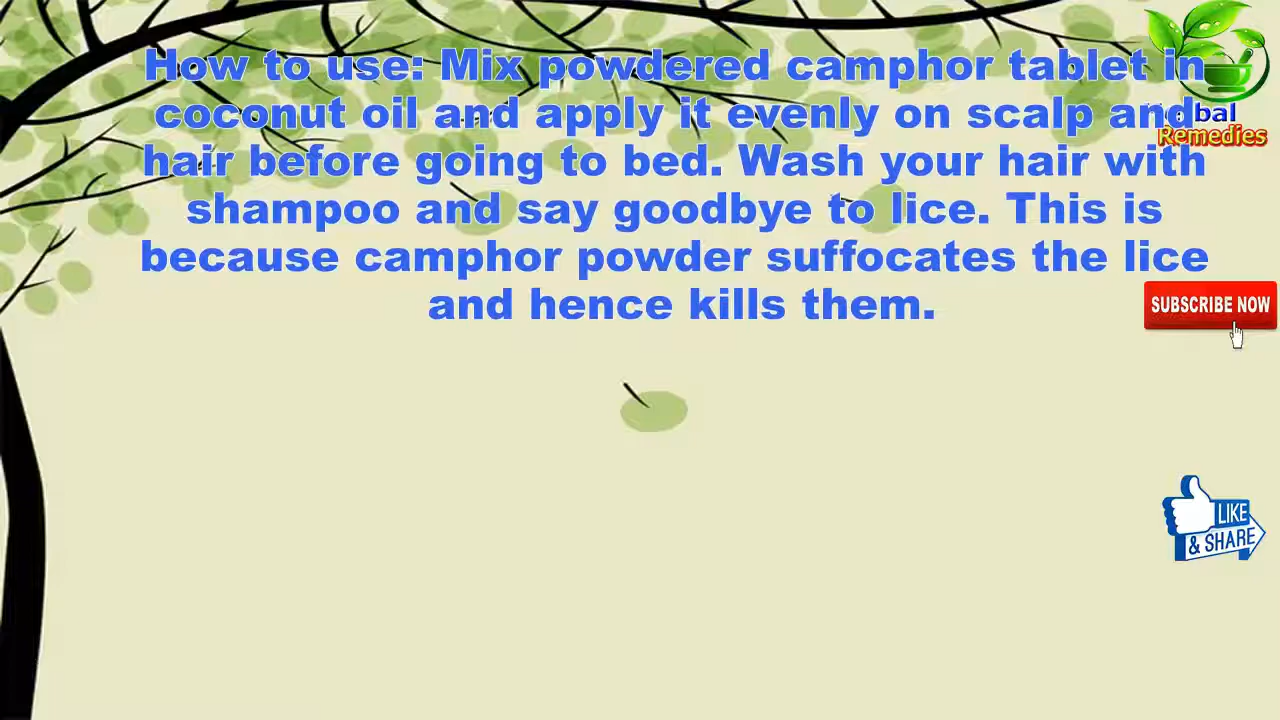 How to use: Mix powdered camphor tablet in
coconut oil and apply it evenly on scalp and
hair before going to bed. Wash your hair with
shampoo and say goodbye to lice. This is
because camphor powder suffocates the lice
and hence kills them.
Remedies
SUBSCRIBE NOW
LIKE
& SHARE